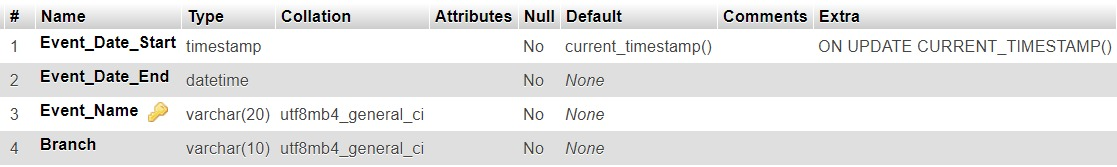 # Name Type Collation Attributes Null Default Comments Extra
1 Event_Date_Start timestamp No current_timestamp() ON UPDATE CURRENT_TIMESTAMP()
2 Event_Date_End datetime No None
3 Event_Name varchar(20) utf8mb4_general_ci No None
4 Branch varchar(10) utf8mb4_general_ci No None